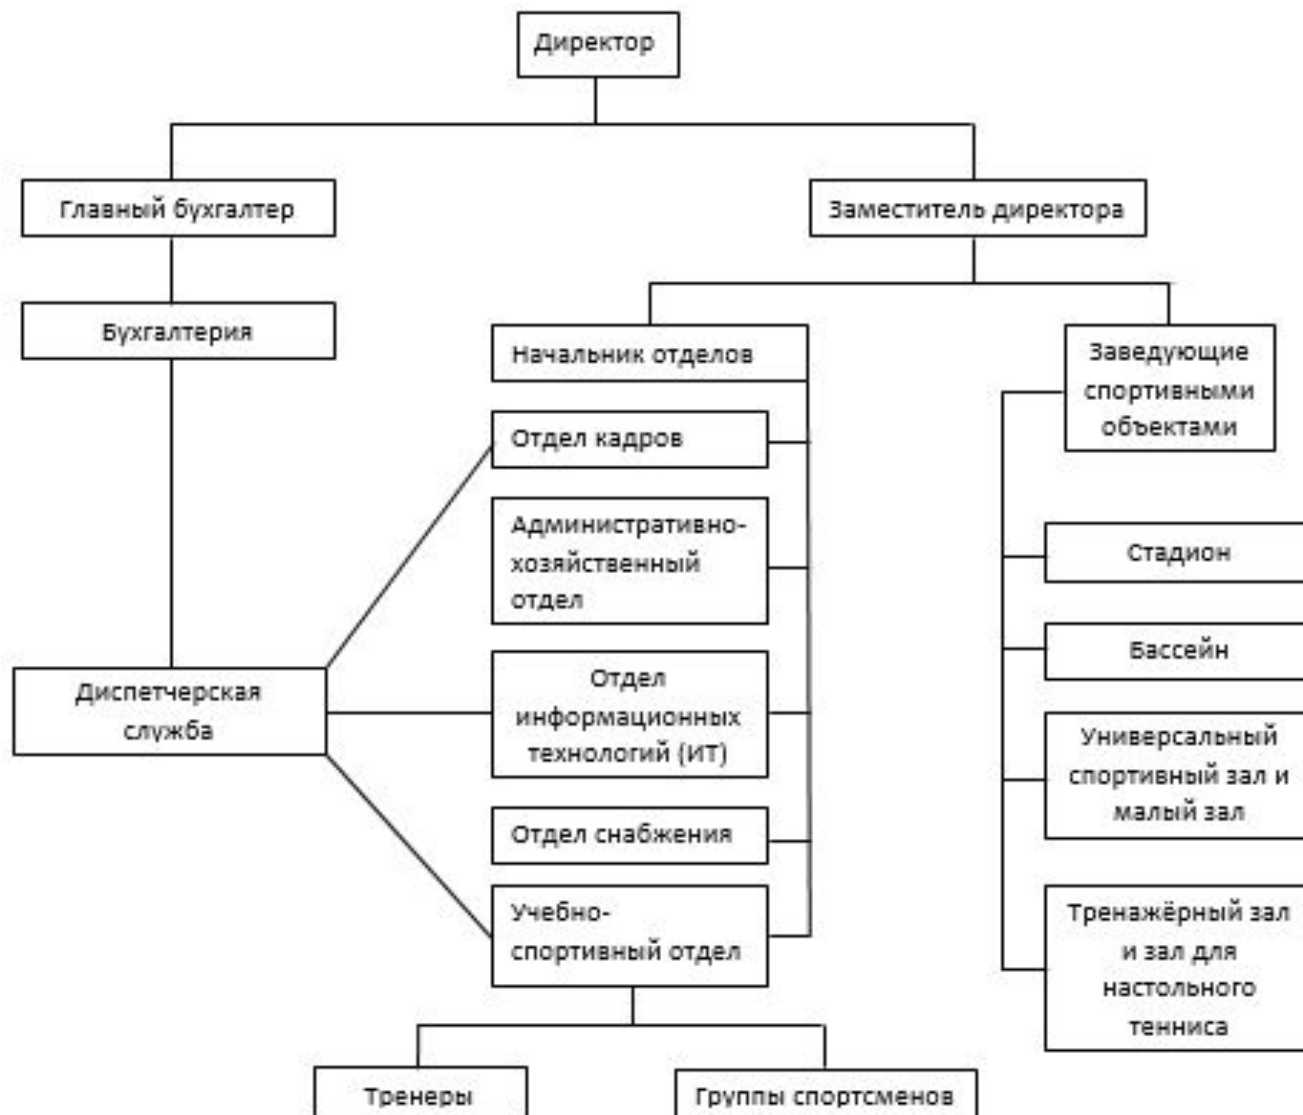 Директор
Главный бухгалтер
Заместитель директора
Бухгалтерия
Начальник отделов
Заведующие
спортивными
объектами
Отдел кадров
Административно-
хозяйственный
отдел
Стадион
Бассейн
Диспетчерская
служба
Отдел
информационных
технологий (ИТ)
Универсальный
спортивный зал и
малый зал
Отдел снабжения
Учебно-
спортивный отдел
Тренажёрный зал
и зал для
настольного
тенниса
Тренеры
Группы спортсменов